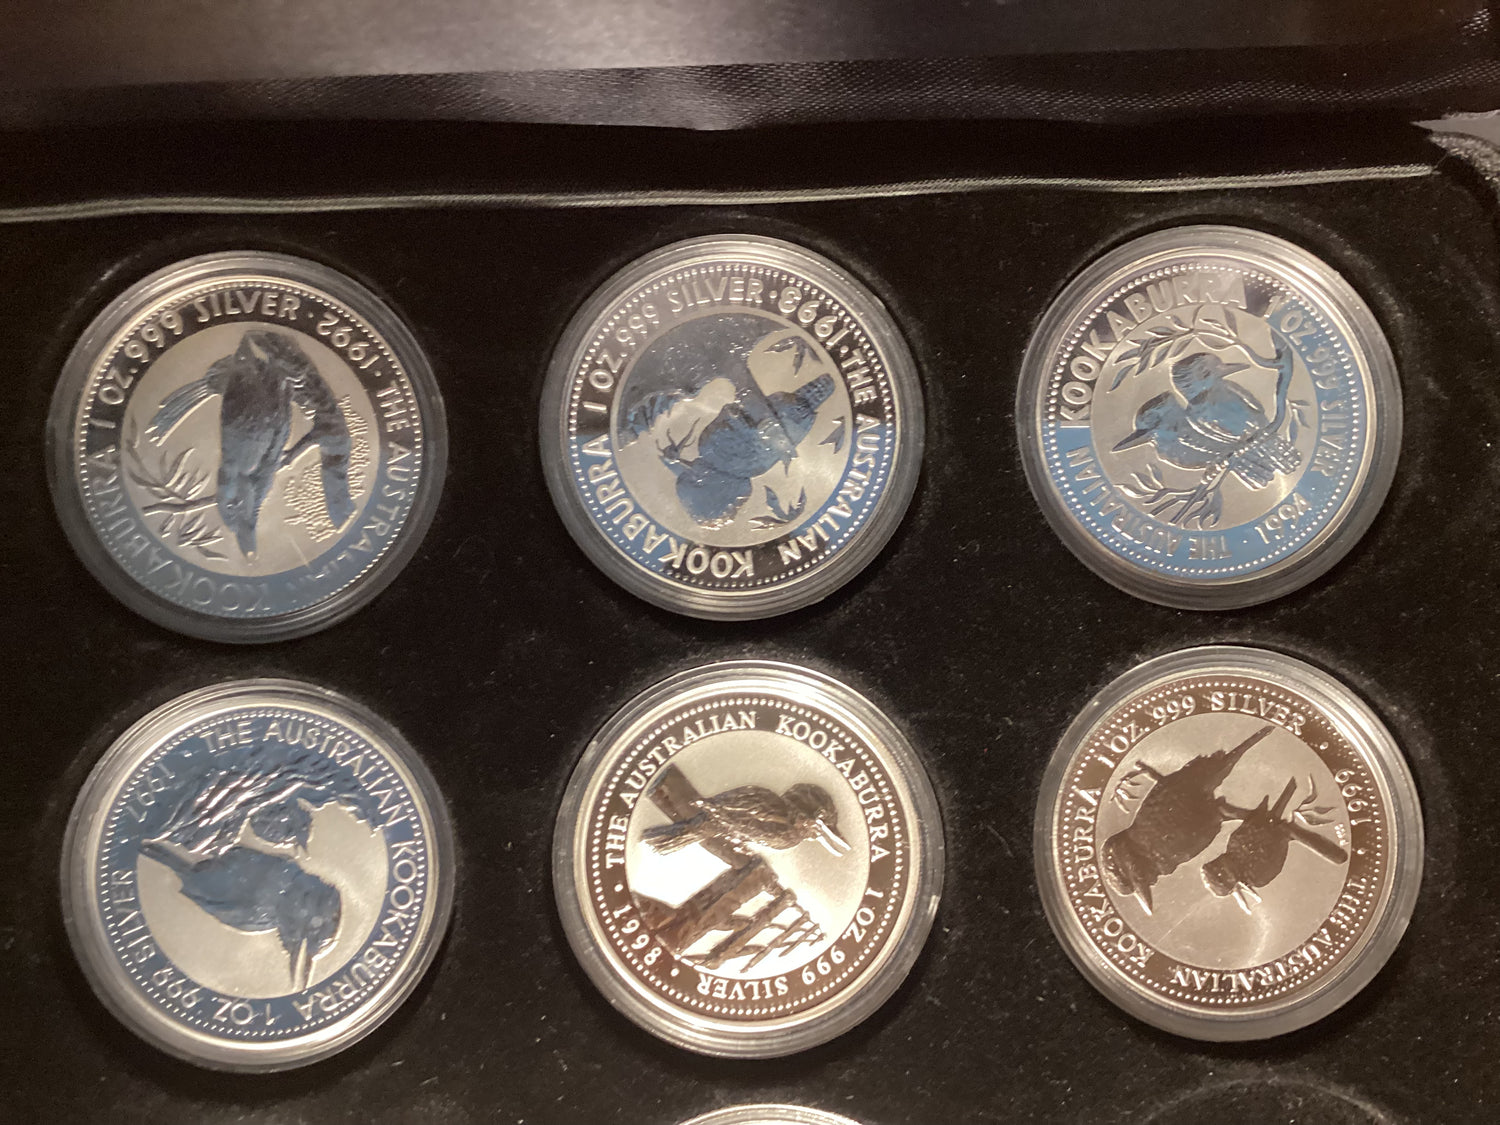 THE AUSTRALIAN KOOKABURRA 1 OZ. 999 SILVER · 1992 ·
THE AUSTRALIAN KOOKABURRA 1 OZ. 999 SILVER · 1993 ·
THE AUSTRALIAN KOOKABURRA 1 OZ. 999 SILVER 1994 ·
THE AUSTRALIAN KOOKABURRA 1 OZ 999 SILVER 1997 ·
THE AUSTRALIAN KOOKABURRA 1 OZ 999 SILVER · 1998 ·
THE AUSTRALIAN KOOKABURRA 1 OZ. 999 SILVER · 1999 ·